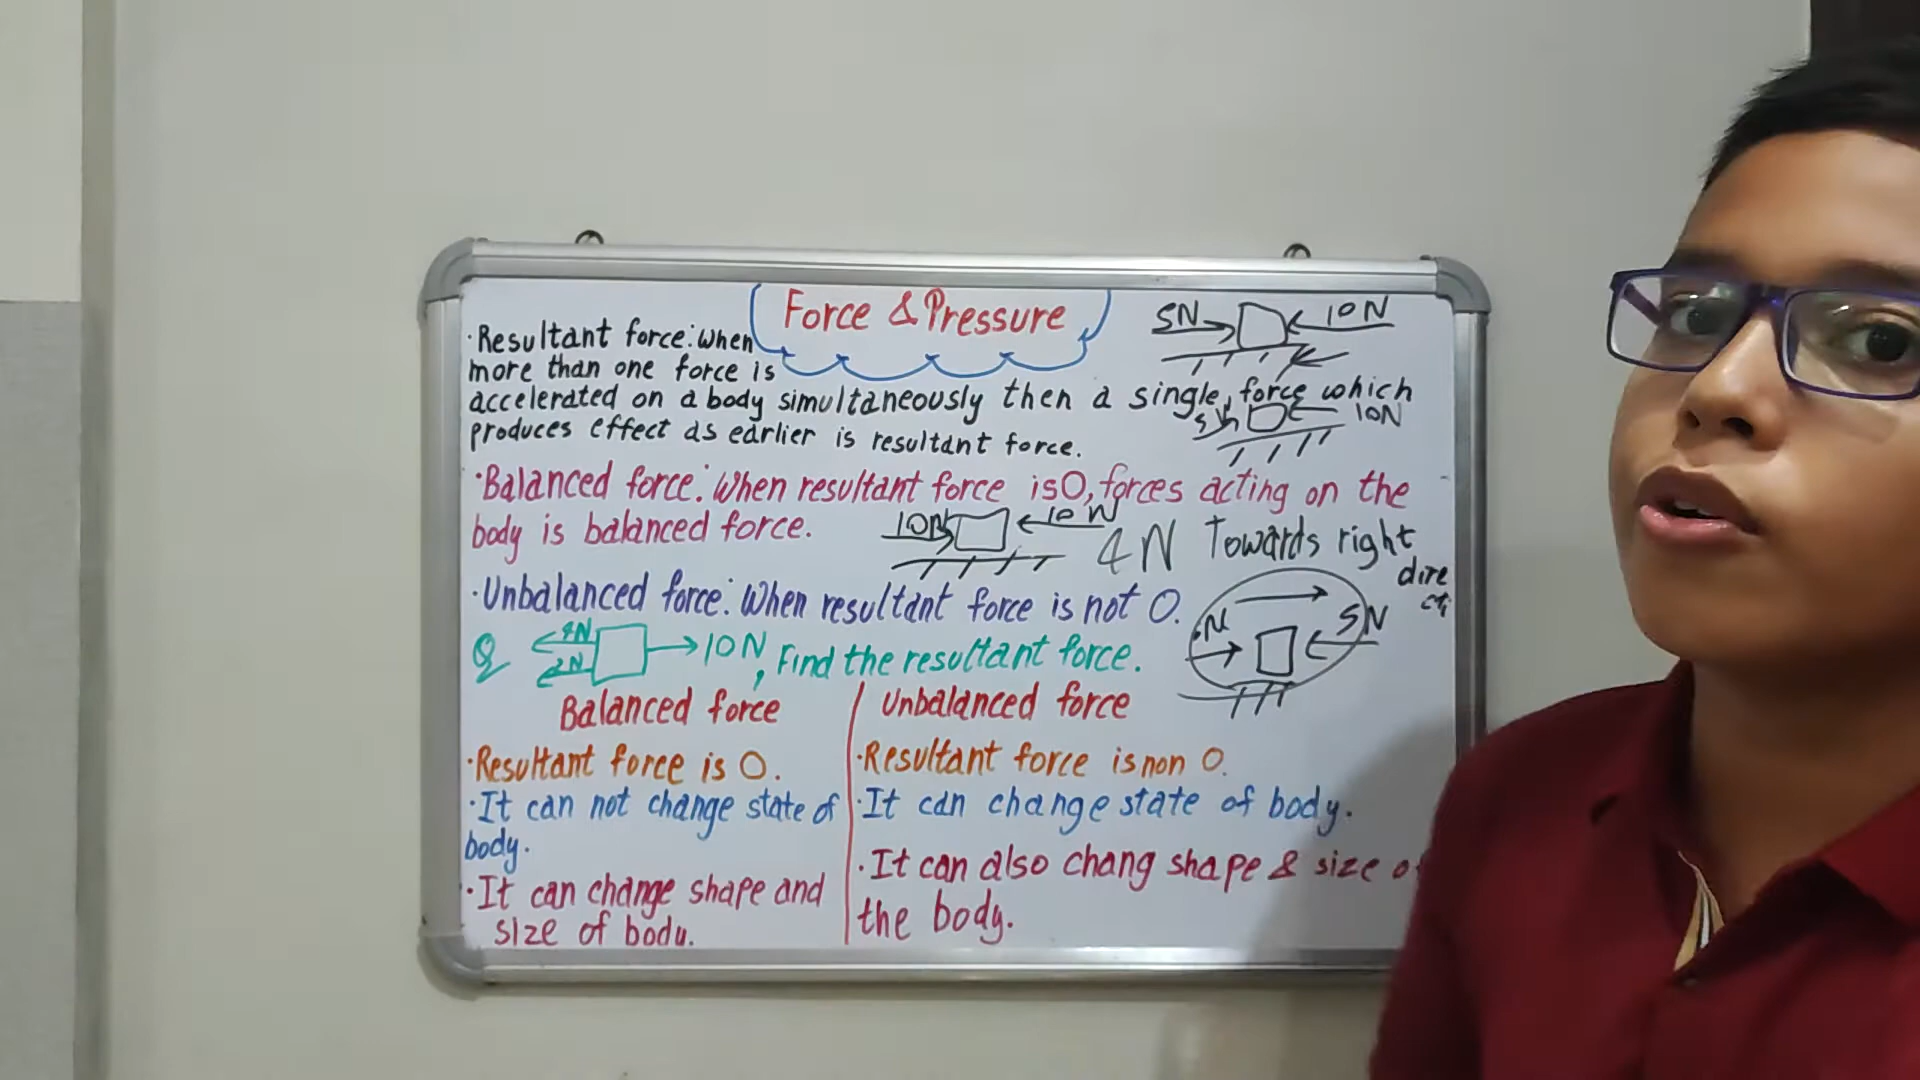 Force & Pressure
5N 10N
·Resultant force: When
more than one force is
accelerated on a body simultaneously then a single force which
10N
produces effect as earlier is resultant force.
·Balanced force: When resultant force is 0, forces acting on the
body is balanced force.
10N 10N
4N Towards right
dire
·Unbalanced force: When resultant force is not 0.
N 5N
Q 4N 2N 10N, Find the resultant force.
Balanced force
Unbalanced force
·Resultant force is 0.
·It can not change state of
body.
·It can change shape and
size of body.
·Resultant force is non 0.
·It can change state of body.
·It can also chang shape & size of
the body.